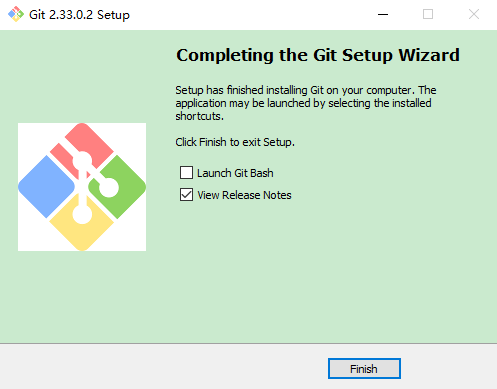 Git 2.33.0.2 Setup
Completing the Git Setup Wizard
Setup has finished installing Git on your computer. The
application may be launched by selecting the installed
shortcuts.
Click Finish to exit Setup.
Launch Git Bash
View Release Notes
Finish